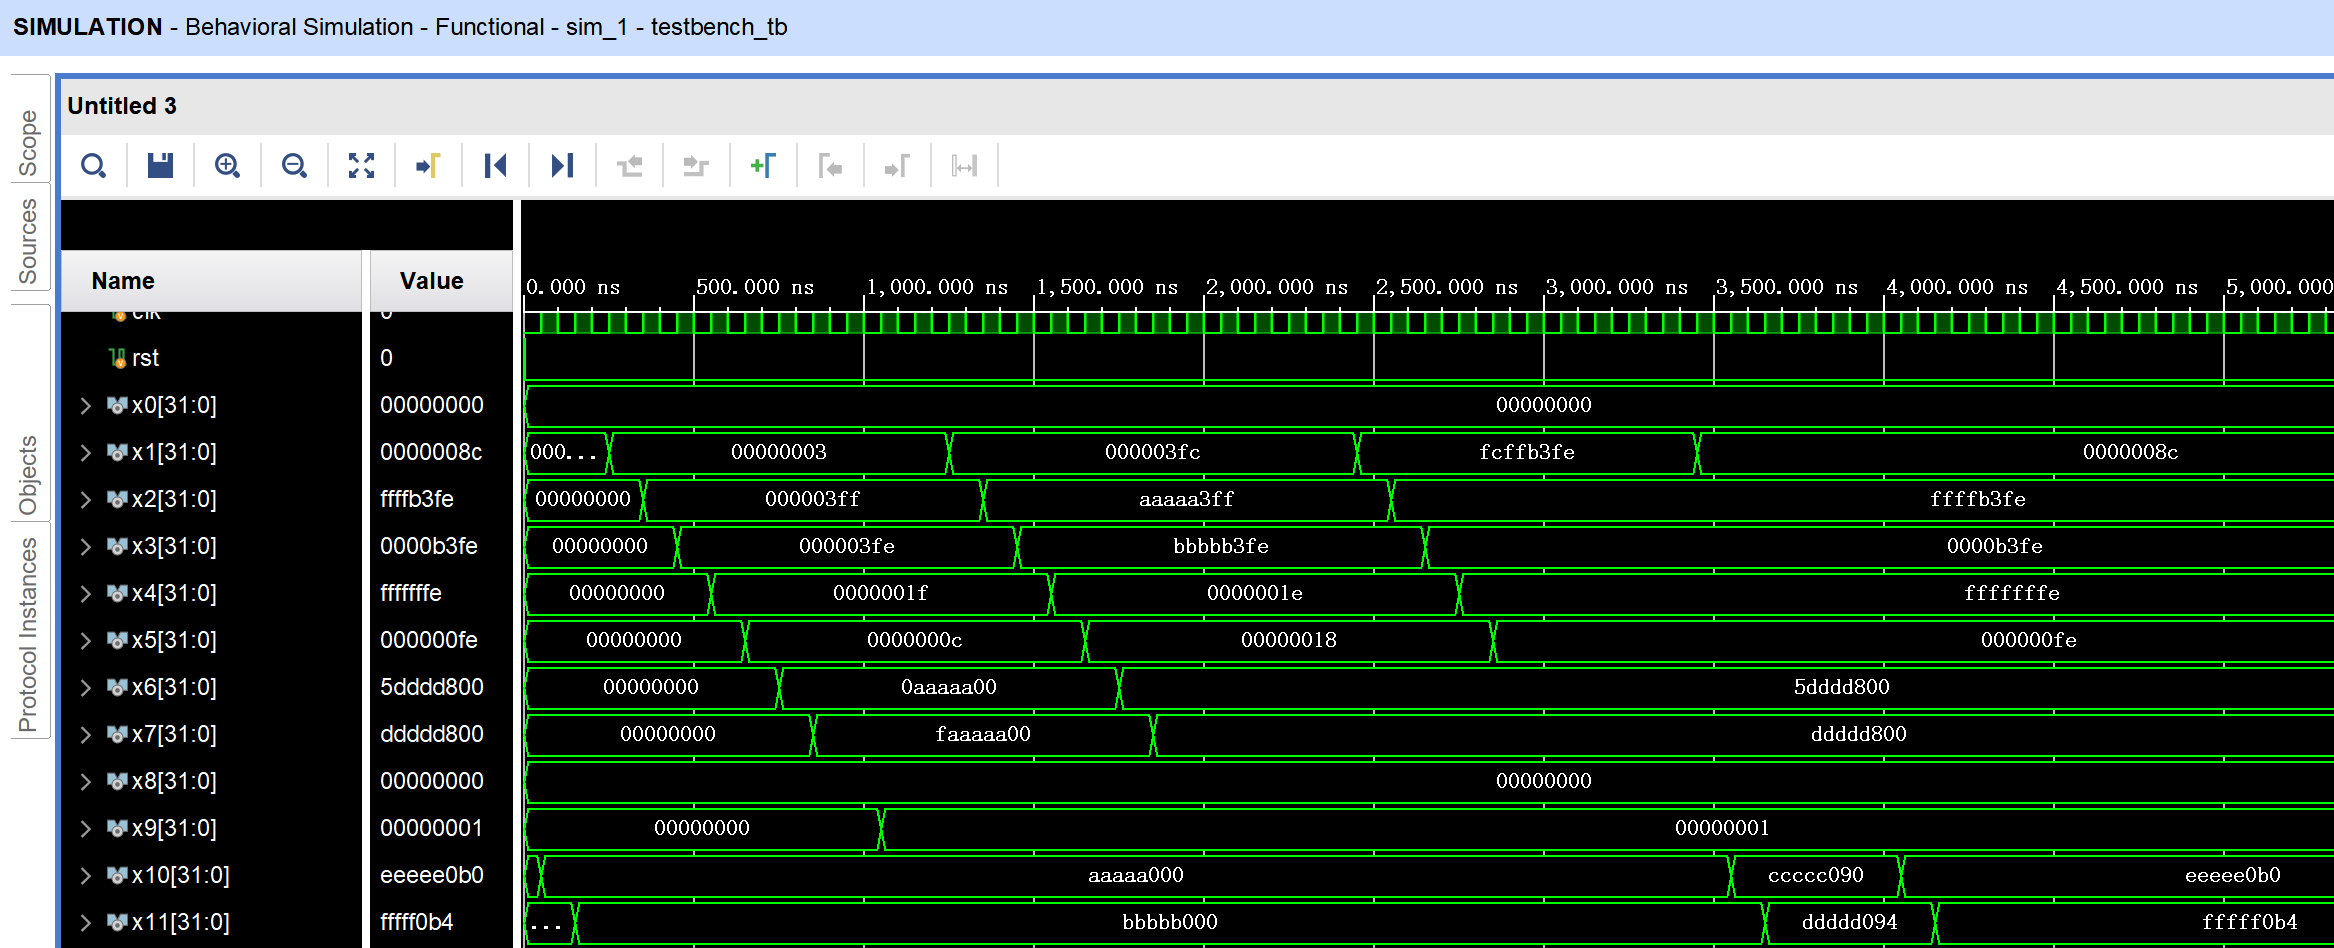 SIMULATION - Behavioral Simulation - Functional - sim_1 - testbench_tb
Scope
Sources
Objects
Protocol Instances
Untitled 3
Name Value
0.000 ns 500.000 ns 1,000.000 ns 1,500.000 ns 2,000.000 ns 2,500.000 ns 3,000.000 ns 3,500.000 ns 4,000.000 ns 4,500.000 ns 5,000.000
clk 0
rst 0
x0[31:0] 00000000 00000000
x1[31:0] 0000008c 000... 00000003 000003fc fcffb3fe 0000008c
x2[31:0] ffffb3fe 00000000 000003ff aaaaa3ff ffffb3fe
x3[31:0] 0000b3fe 00000000 000003fe bbbbb3fe 0000b3fe
x4[31:0] fffffffe 00000000 0000001f 0000001e fffffffe
x5[31:0] 000000fe 00000000 0000000c 00000018 000000fe
x6[31:0] 5dddd800 00000000 0aaaaa00 5dddd800
x7[31:0] ddddd800 00000000 faaaaa00 ddddd800
x8[31:0] 00000000 00000000
x9[31:0] 00000001 00000000 00000001
x10[31:0] eeeee0b0 aaaaa000 ccccc090 eeeee0b0
x11[31:0] fffff0b4 ... bbbbb000 ddddd094 fffff0b4